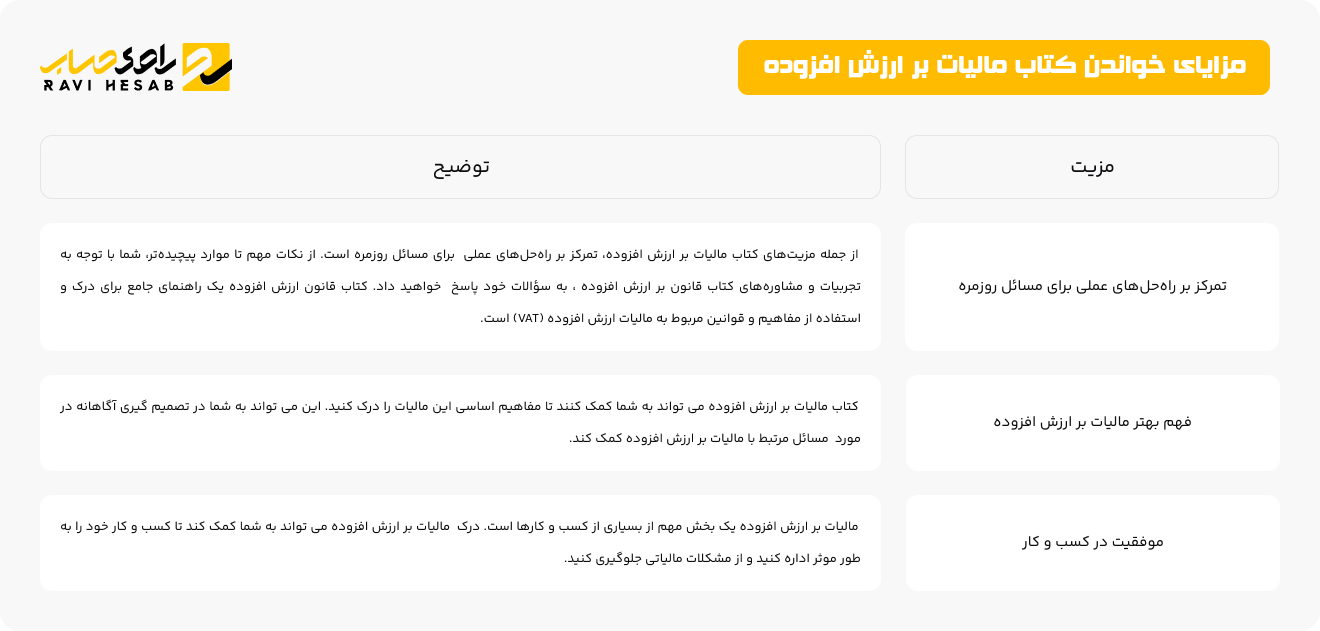 مزایای خواندن کتاب مالیات بر ارزش افزوده
راوی حساب
RAVI HESAB
مزیت
توضیح
تمرکز بر راه‌حل‌های عملی برای مسائل روزمره
از جمله مزیت‌های کتاب مالیات بر ارزش افزوده، تمرکز بر راه‌حل‌های عملی برای مسائل روزمره است. از نکات مهم تا موارد پیچیده‌تر، شما با توجه به
تجربیات و مشاوره‌های کتاب قانون بر ارزش افزوده ، به سؤالات خود پاسخ خواهید داد. کتاب قانون ارزش افزوده یک راهنمای جامع برای درک و
استفاده از مفاهیم و قوانین مربوط به مالیات ارزش افزوده (VAT) است.
فهم بهتر مالیات بر ارزش افزوده
کتاب مالیات بر ارزش افزوده می تواند به شما کمک کنند تا مفاهیم اساسی این مالیات را درک کنید. این می تواند به شما در تصمیم گیری آگاهانه در
مورد مسائل مرتبط با مالیات بر ارزش افزوده کمک کند.
موفقیت در کسب و کار
مالیات بر ارزش افزوده یک بخش مهم از بسیاری از کسب و کارها است. درک مالیات بر ارزش افزوده می تواند به شما کمک کند تا کسب و کار خود را به
طور موثر اداره کنید و از مشکلات مالیاتی جلوگیری کنید.